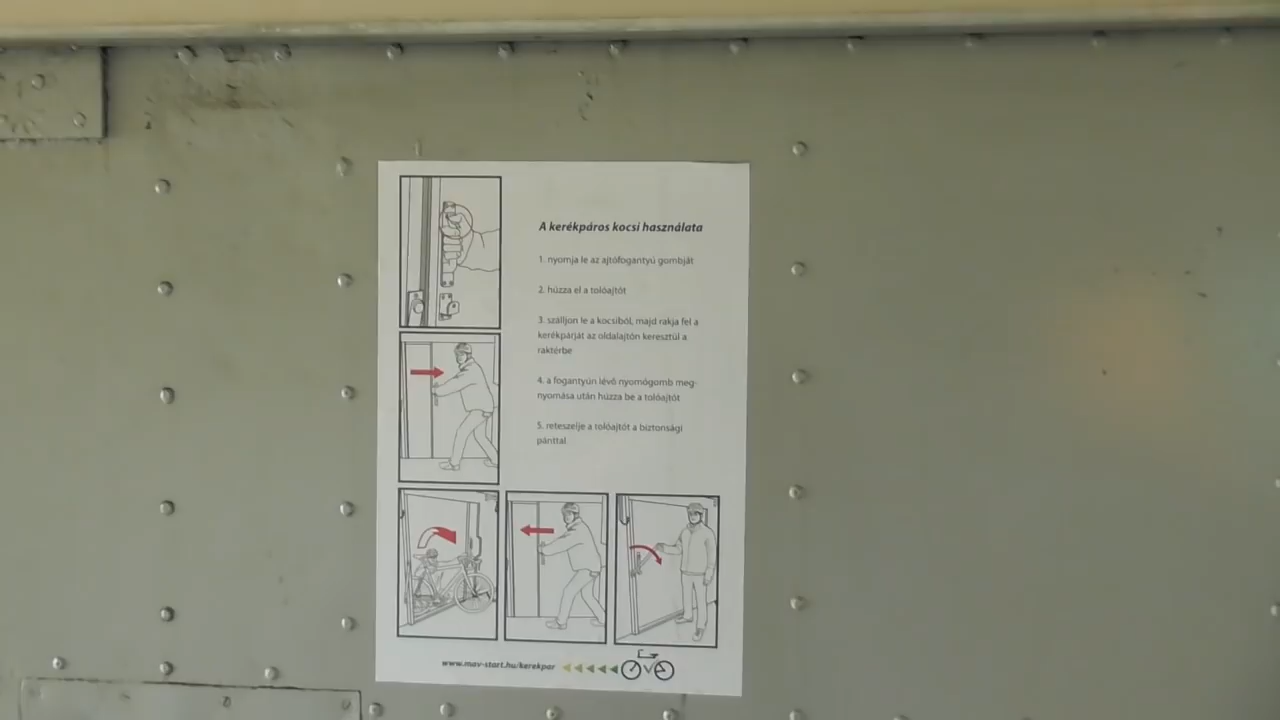 A kerékpáros kocsi használata
1. nyomja le az ajtófogantyú gombját
2. húzza el a tolóajtót
3. szálljon le a kocsiból, majd rakja fel a
kerékpárját az oldalajtón keresztül a
raktérbe
4. a fogantyún lévő nyomógomb meg-
nyomása után húzza be a tolóajtót
5. reteszelje a tolóajtót a biztonsági
pánttal
www.mav-start.hu/kerekpar